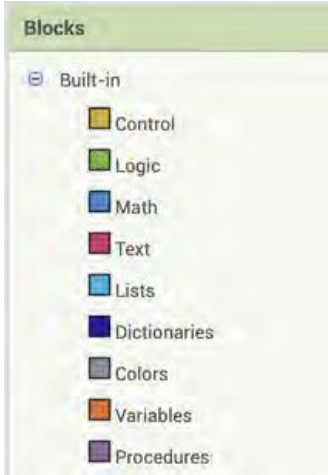 Blocks
Built-in
Control
Logic
Math
Text
Lists
Dictionaries
Colors
Variables
Procedures